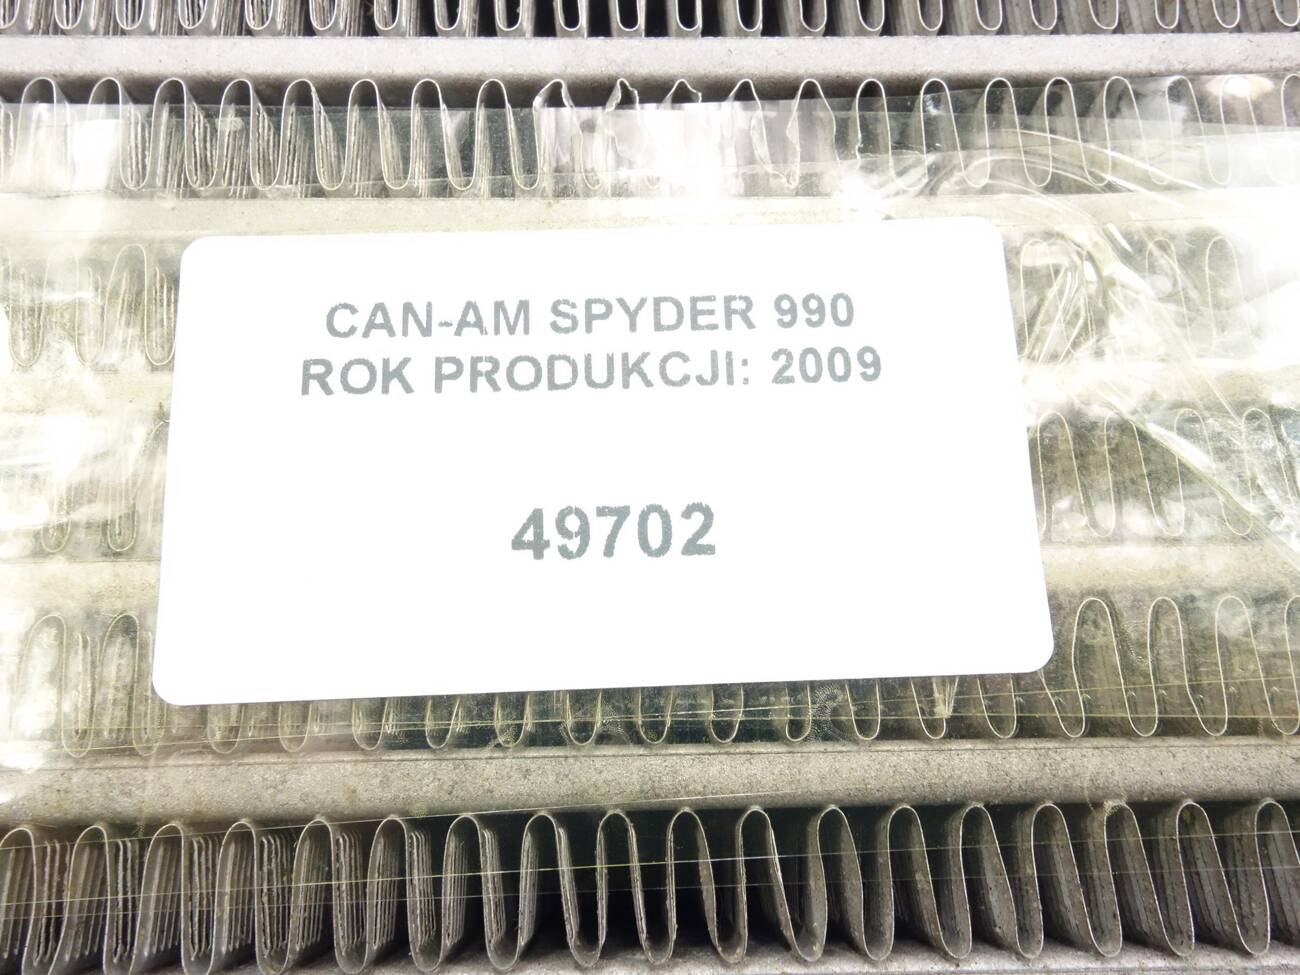 CAN-AM SPYDER 990
ROK PRODUKCJI: 2009
49702